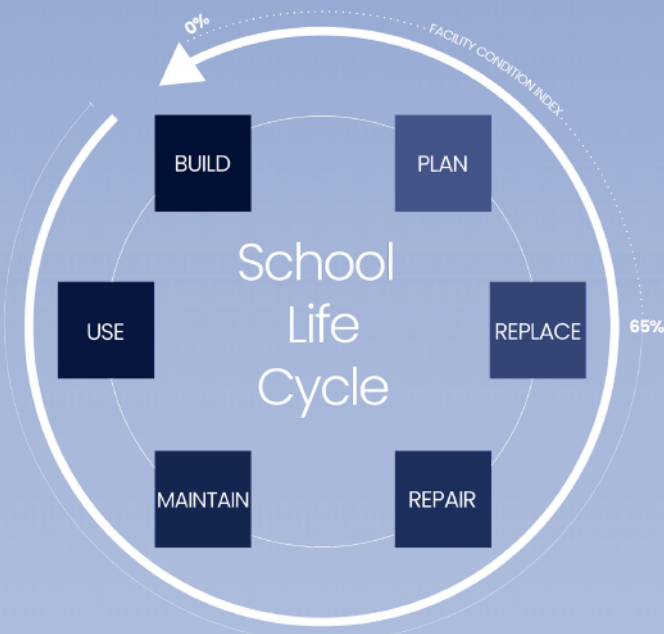 0%
FACILITY CONDITION INDEX
BUILD
PLAN
School
Life
Cycle
USE
REPLACE
65%
MAINTAIN
REPAIR